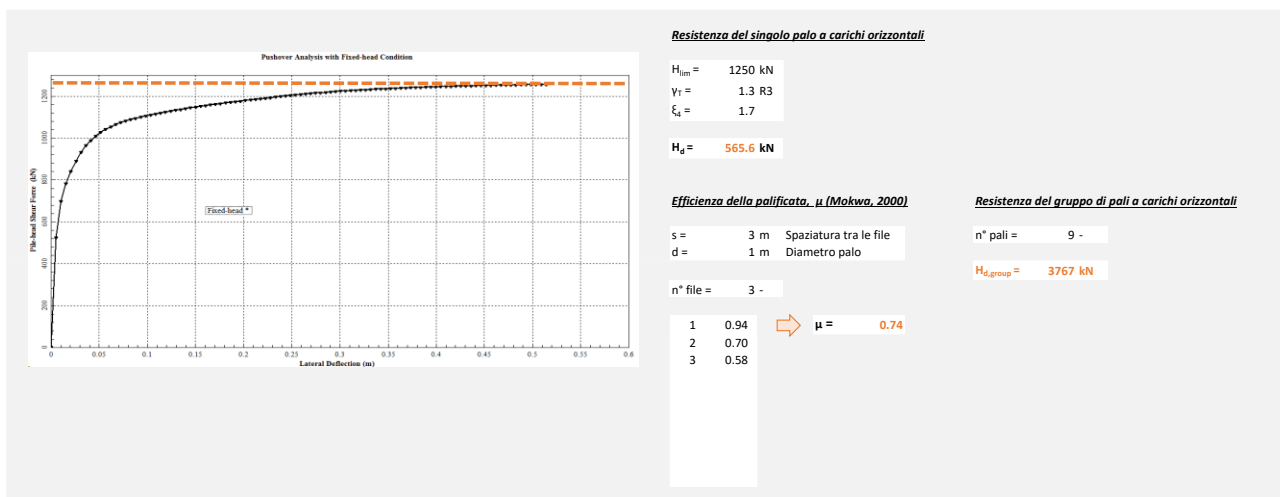 Resistenza del singolo palo a carichi orizzontali
Pushover Analysis with Fixed-head Condition
Hlim = 1250 kN
γT = 1.3 R3
ξ4 = 1.7
Hd = 565.6 kN
Pile-head Shear Force (kN)
1200
1000
800
600
400
200
0
Fixed-head
0 0.05 0.1 0.15 0.2 0.25 0.3 0.35 0.4 0.45 0.5 0.55 0.6
Lateral Deflection (m)
Efficienza della palificata, μ (Mokwa, 2000)
s = 3 m Spaziatura tra le file
d = 1 m Diametro palo
n° file = 3 -
1 0.94
2 0.70
3 0.58
μ = 0.74
Resistenza del gruppo di pali a carichi orizzontali
n° pali = 9 -
Hd,group = 3767 kN